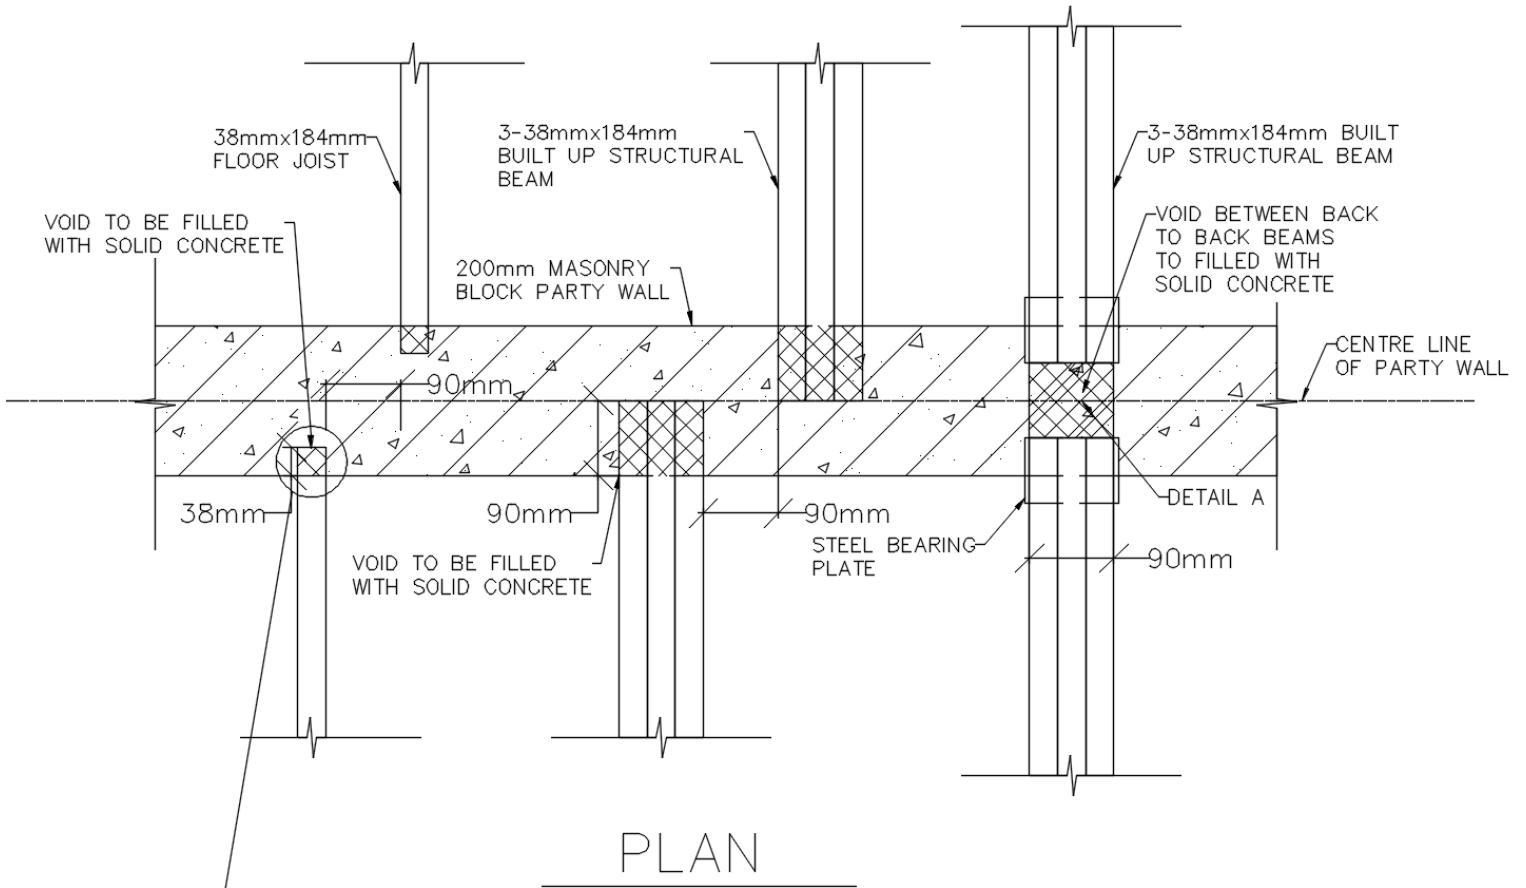 38mmx184mm
FLOOR JOIST
3-38mmx184mm
BUILT UP STRUCTURAL
BEAM
3-38mmx184mm BUILT
UP STRUCTURAL BEAM
VOID TO BE FILLED
WITH SOLID CONCRETE
200mm MASONRY
BLOCK PARTY WALL
VOID BETWEEN BACK
TO BACK BEAMS
TO FILLED WITH
SOLID CONCRETE
CENTRE LINE
OF PARTY WALL
90mm
38mm
90mm
90mm
DETAIL A
VOID TO BE FILLED
WITH SOLID CONCRETE
STEEL BEARING
PLATE
90mm
PLAN